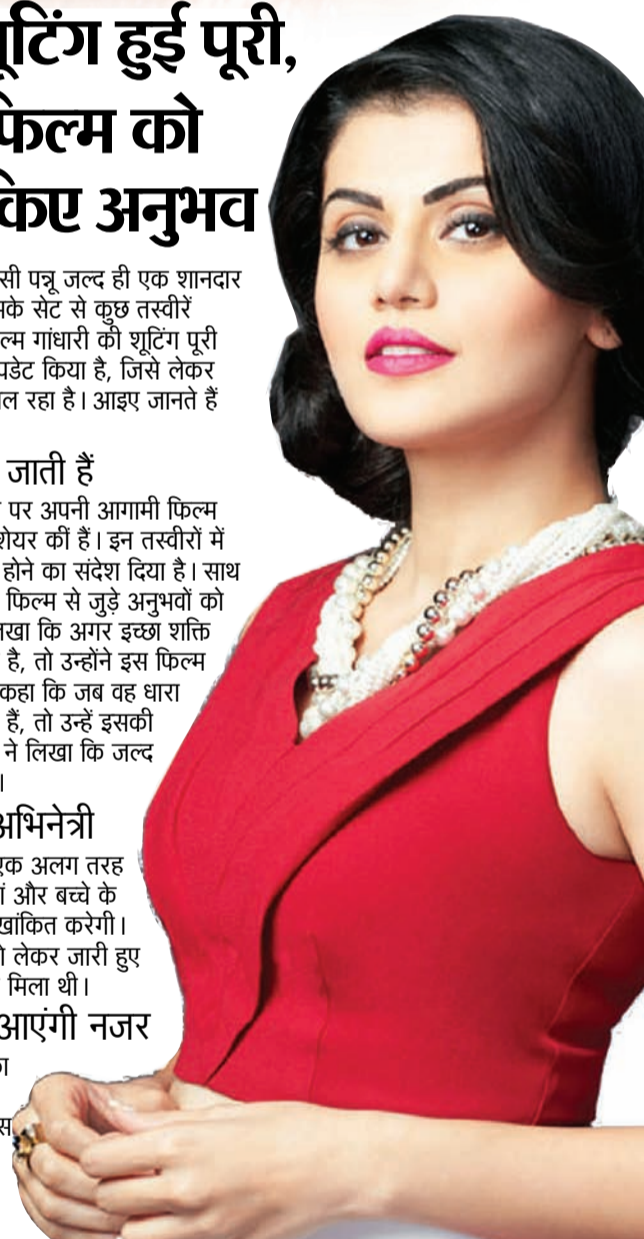 शूटिंग हुई पूरी,
फिल्म को
किए अनुभव
पन्नू जल्द ही एक शानदार
के सेट से कुछ तस्वीरें
गांधारी की शूटिंग पूरी
किया है, जिसे लेकर
रहा है। आइए जानते हैं
जाती हैं
पर अपनी आगामी फिल्म
शेयर कीं हैं। इन तस्वीरों में
होने का संदेश दिया है। साथ
फिल्म से जुड़े अनुभवों को
कि अगर इच्छा शक्ति
है, तो उन्होंने इस फिल्म
कहा कि जब वह धारा
हैं, तो उन्हें इसकी
ने लिखा कि जल्द
।
अभिनेत्री
एक अलग तरह
और बच्चे के
करेगी।
लेकर जारी हुए
मिला थी।
आएंगी नजर